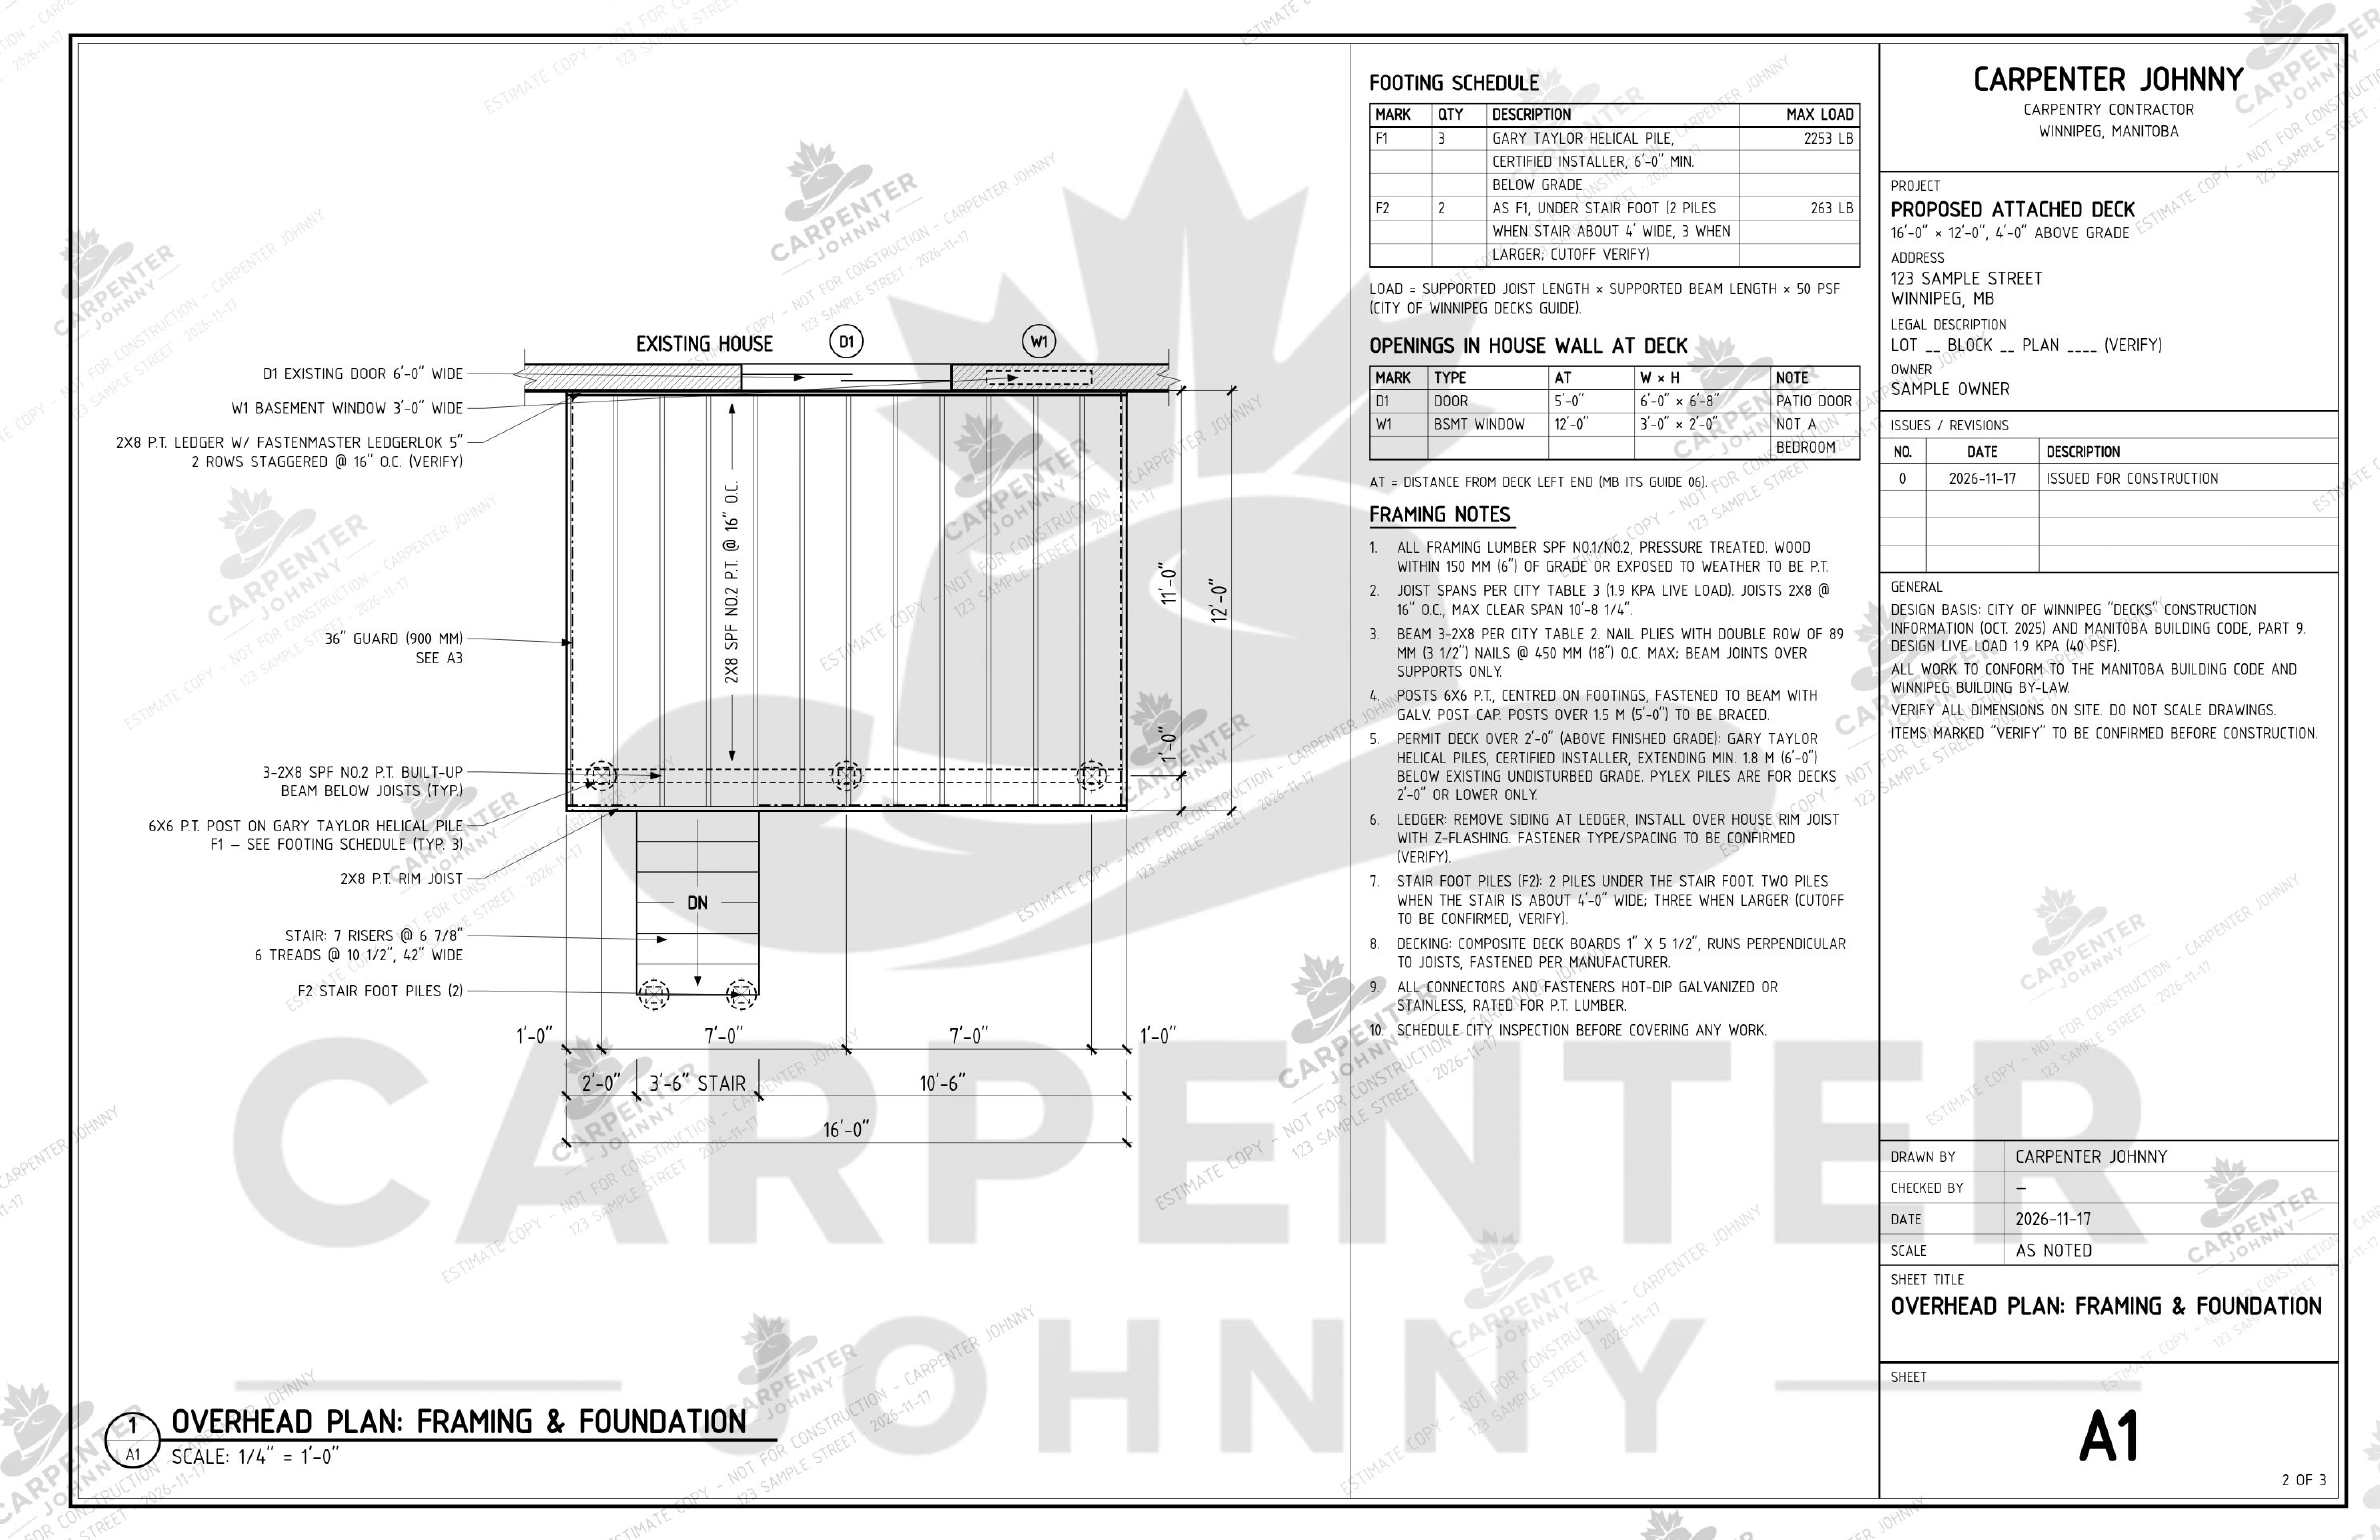 EXISTING HOUSE
D1
W1
D1 EXISTING DOOR 6'-0" WIDE
W1 BASEMENT WINDOW 3'-0" WIDE
2X8 P.T. LEDGER W/ FASTENMASTER LEDGERLOK 5"
2 ROWS STAGGERED @ 16" O.C. (VERIFY)
2X8 SPF NO.2 P.T. @ 16" O.C.
11'-0"
12'-0"
1'-0"
36" GUARD (900 MM)
SEE A3
3-2X8 SPF NO.2 P.T. BUILT-UP
BEAM BELOW JOISTS (TYP.)
6X6 P.T. POST ON GARY TAYLOR HELICAL PILE
F1 – SEE FOOTING SCHEDULE (TYP. 3)
2X8 P.T. RIM JOIST
DN
STAIR: 7 RISERS @ 6 7/8"
6 TREADS @ 10 1/2", 42" WIDE
F2 STAIR FOOT PILES (2)
1'-0" 7'-0" 7'-0" 1'-0"
2'-0" 3'-6" STAIR 10'-6"
16'-0"
1
A1
OVERHEAD PLAN: FRAMING & FOUNDATION
SCALE: 1/4" = 1'-0"
FOOTING SCHEDULE
MARK QTY DESCRIPTION MAX LOAD
F1 3 GARY TAYLOR HELICAL PILE, 2253 LB
CERTIFIED INSTALLER, 6'-0" MIN.
BELOW GRADE
F2 2 AS F1, UNDER STAIR FOOT (2 PILES 263 LB
WHEN STAIR ABOUT 4' WIDE, 3 WHEN
LARGER; CUTOFF VERIFY)
LOAD = SUPPORTED JOIST LENGTH × SUPPORTED BEAM LENGTH × 50 PSF
(CITY OF WINNIPEG DECKS GUIDE).
OPENINGS IN HOUSE WALL AT DECK
MARK TYPE AT W × H NOTE
D1 DOOR 5'-0" 6'-0" × 6'-8" PATIO DOOR
W1 BSMT WINDOW 12'-0" 3'-0" × 2'-0" NOT A
BEDROOM
AT = DISTANCE FROM DECK LEFT END (MB ITS GUIDE 06).
FRAMING NOTES
1. ALL FRAMING LUMBER SPF NO.1/NO.2, PRESSURE TREATED. WOOD
WITHIN 150 MM (6") OF GRADE OR EXPOSED TO WEATHER TO BE P.T.
2. JOIST SPANS PER CITY TABLE 3 (1.9 KPA LIVE LOAD). JOISTS 2X8 @
16" O.C., MAX CLEAR SPAN 10'-8 1/4".
3. BEAM 3-2X8 PER CITY TABLE 2. NAIL PLIES WITH DOUBLE ROW OF 89
MM (3 1/2") NAILS @ 450 MM (18") O.C. MAX; BEAM JOINTS OVER
SUPPORTS ONLY.
4. POSTS 6X6 P.T., CENTRED ON FOOTINGS, FASTENED TO BEAM WITH
GALV. POST CAP. POSTS OVER 1.5 M (5'-0") TO BE BRACED.
5. PERMIT DECK OVER 2'-0" (ABOVE FINISHED GRADE): GARY TAYLOR
HELICAL PILES, CERTIFIED INSTALLER, EXTENDING MIN. 1.8 M (6'-0")
BELOW EXISTING UNDISTURBED GRADE. PYLEX PILES ARE FOR DECKS
2'-0" OR LOWER ONLY.
6. LEDGER: REMOVE SIDING AT LEDGER, INSTALL OVER HOUSE RIM JOIST
WITH Z-FLASHING. FASTENER TYPE/SPACING TO BE CONFIRMED
(VERIFY).
7. STAIR FOOT PILES (F2): 2 PILES UNDER THE STAIR FOOT. TWO PILES
WHEN THE STAIR IS ABOUT 4'-0" WIDE; THREE WHEN LARGER (CUTOFF
TO BE CONFIRMED, VERIFY).
8. DECKING: COMPOSITE DECK BOARDS 1" X 5 1/2", RUNS PERPENDICULAR
TO JOISTS, FASTENED PER MANUFACTURER.
9. ALL CONNECTORS AND FASTENERS HOT-DIP GALVANIZED OR
STAINLESS, RATED FOR P.T. LUMBER.
10. SCHEDULE CITY INSPECTION BEFORE COVERING ANY WORK.
CARPENTER JOHNNY
CARPENTRY CONTRACTOR
WINNIPEG, MANITOBA
PROJECT
PROPOSED ATTACHED DECK
16'-0" × 12'-0", 4'-0" ABOVE GRADE
ADDRESS
123 SAMPLE STREET
WINNIPEG, MB
LEGAL DESCRIPTION
LOT __ BLOCK __ PLAN ____ (VERIFY)
OWNER
SAMPLE OWNER
ISSUES / REVISIONS
NO. DATE DESCRIPTION
0 2026-11-17 ISSUED FOR CONSTRUCTION
GENERAL
DESIGN BASIS: CITY OF WINNIPEG "DECKS" CONSTRUCTION
INFORMATION (OCT. 2025) AND MANITOBA BUILDING CODE, PART 9.
DESIGN LIVE LOAD 1.9 KPA (40 PSF).
ALL WORK TO CONFORM TO THE MANITOBA BUILDING CODE AND
WINNIPEG BUILDING BY-LAW.
VERIFY ALL DIMENSIONS ON SITE. DO NOT SCALE DRAWINGS.
ITEMS MARKED "VERIFY" TO BE CONFIRMED BEFORE CONSTRUCTION.
DRAWN BY CARPENTER JOHNNY
CHECKED BY –
DATE 2026-11-17
SCALE AS NOTED
SHEET TITLE
OVERHEAD PLAN: FRAMING & FOUNDATION
SHEET
A1
2 OF 3
CARPENTER
JOHNNY
ESTIMATE COPY - NOT FOR CONSTRUCTION - CARPENTER JOHNNY
123 SAMPLE STREET · 2026-11-17